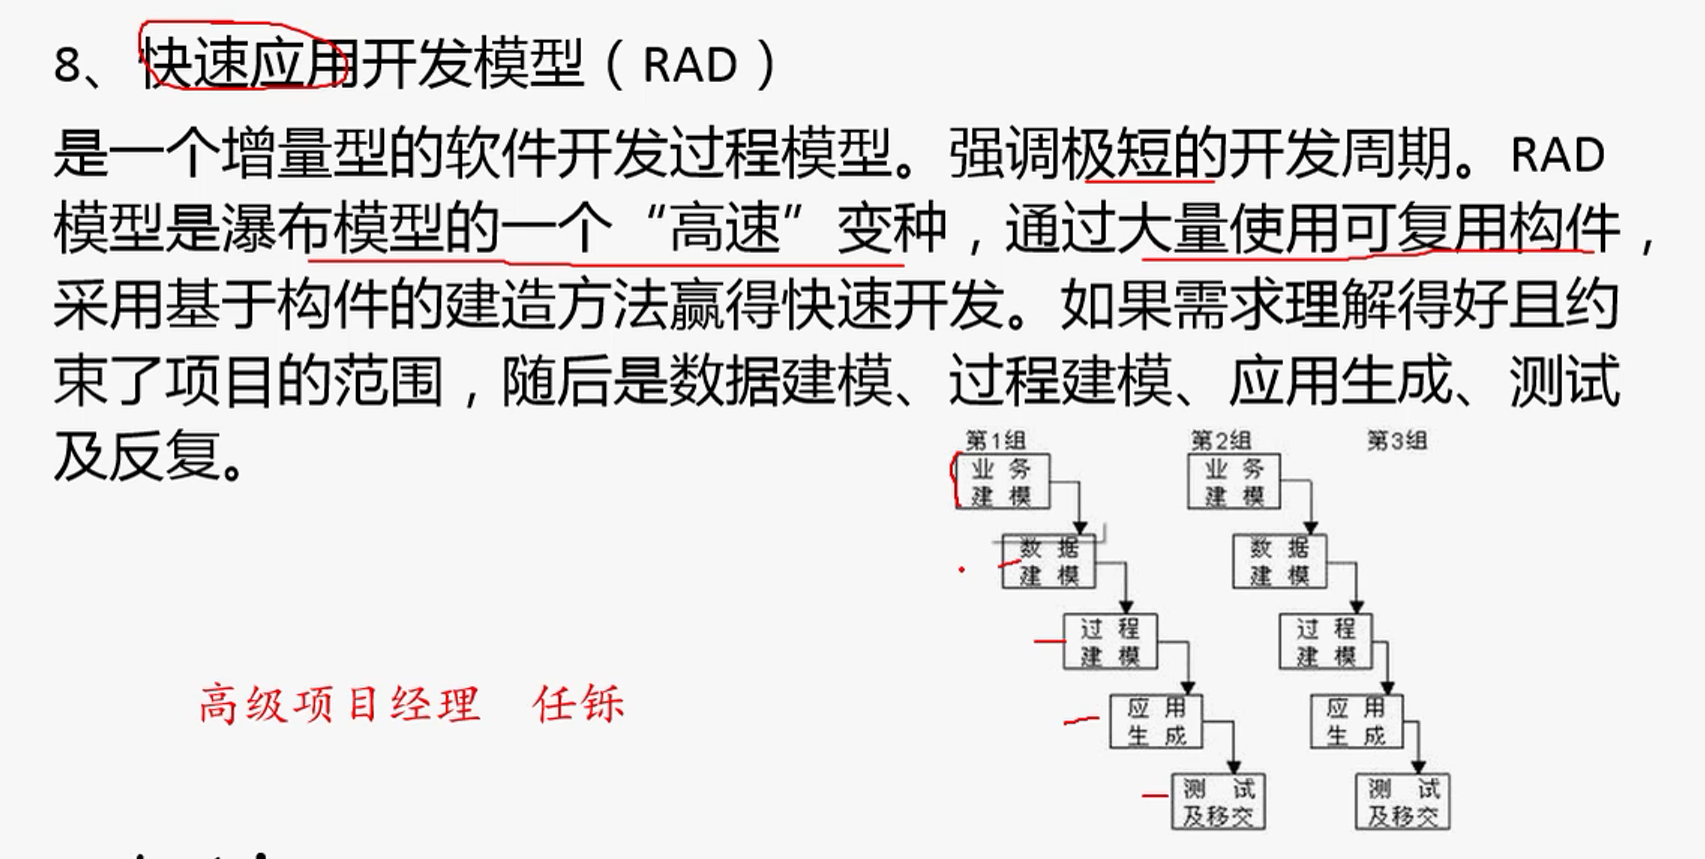 8、快速应用开发模型（RAD）
是一个增量型的软件开发过程模型。强调极短的开发周期。RAD
模型是瀑布模型的一个“高速”变种，通过大量使用可复用构件，
采用基于构件的建造方法赢得快速开发。如果需求理解得好且约
束了项目的范围，随后是数据建模、过程建模、应用生成、测试
及反复。
第1组 第2组 第3组
业务 业务
建模 建模
数据 数据
建模 建模
过程 过程
建模 建模
高级项目经理 任铄
应用 应用
生成 生成
测试 测试
及移交 及移交